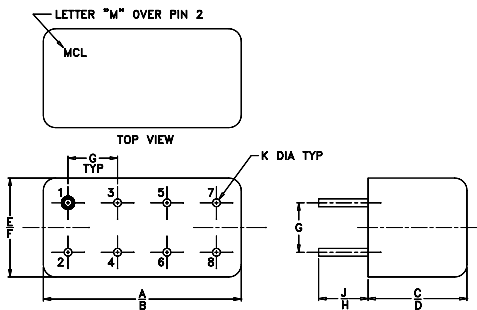 LETTER "M" OVER PIN 2
MCL
TOP VIEW
G
TYP
K DIA TYP
1 3 5 7
E
F
G
2 4 6 8
A
B
J
H
C
D